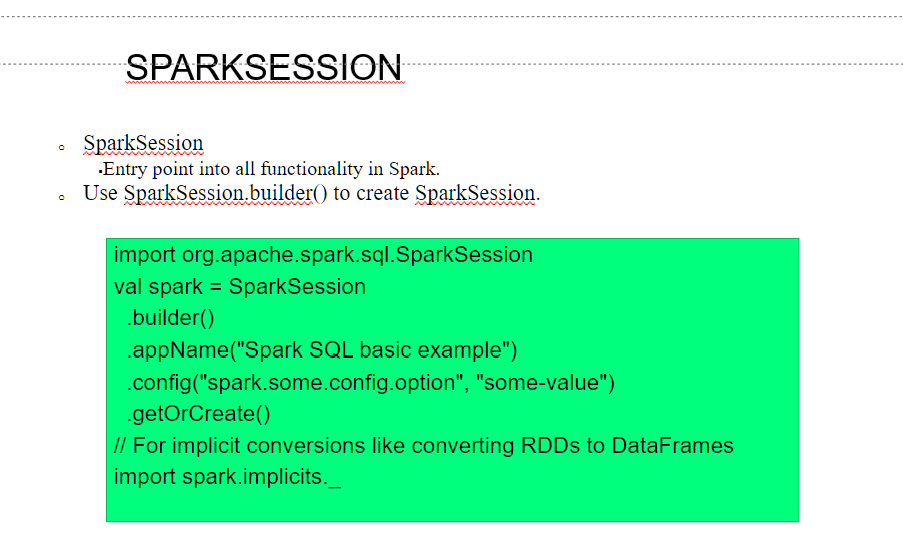 SPARKSESSION
SparkSession
Entry point into all functionality in Spark.
Use SparkSession.builder() to create SparkSession.
import org.apache.spark.sql.SparkSession
val spark = SparkSession
.builder()
.appName("Spark SQL basic example")
.config("spark.some.config.option", "some-value")
.getOrCreate()
// For implicit conversions like converting RDDs to DataFrames
import spark.implicits._